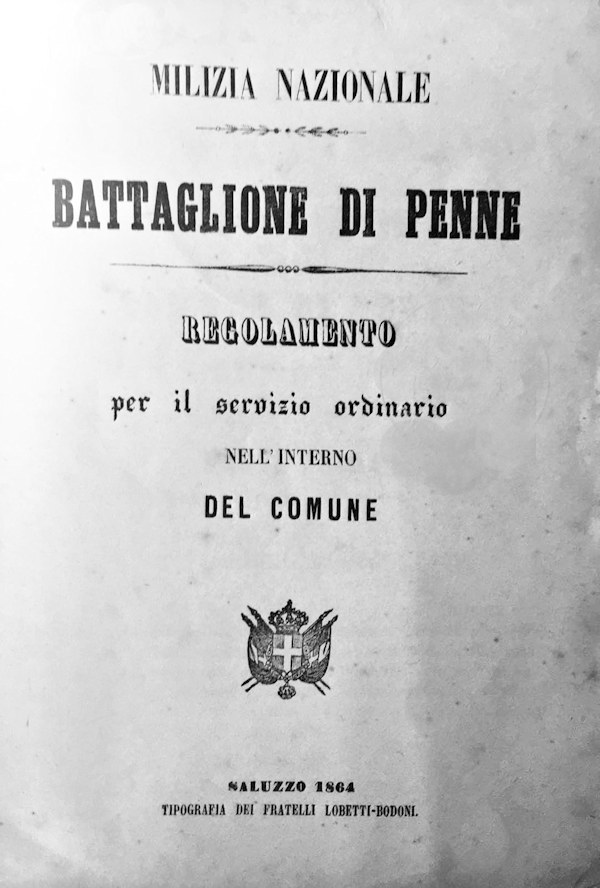 MILIZIA NAZIONALE
BATTAGLIONE DI PENNE
REGOLAMENTO
per il servizio ordinario
NELL'INTERNO
DEL COMUNE
SALUZZO 1864
TIPOGRAFIA DEI FRATELLI LOBETTI-BODONI.